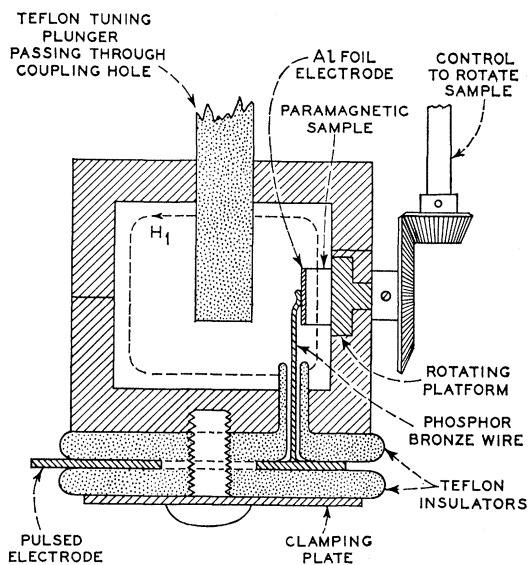 TEFLON TUNING
PLUNGER
PASSING THROUGH
COUPLING HOLE
Al FOIL
ELECTRODE
PARAMAGNETIC
SAMPLE
CONTROL
TO ROTATE
SAMPLE
H1
ROTATING
PLATFORM
PHOSPHOR
BRONZE WIRE
TEFLON
INSULATORS
PULSED
ELECTRODE
CLAMPING
PLATE